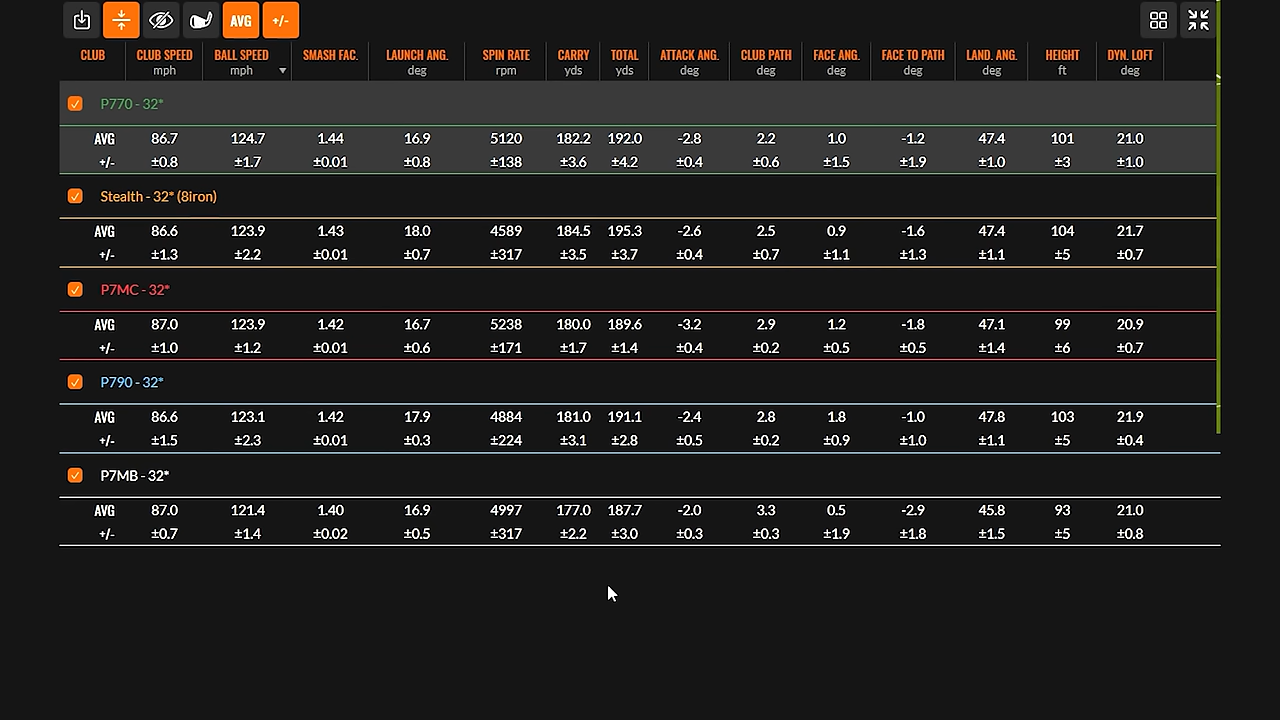 AVG +/-
CLUB CLUB SPEED BALL SPEED SMASH FAC. LAUNCH ANG. SPIN RATE CARRY TOTAL ATTACK ANG. CLUB PATH FACE ANG. FACE TO PATH LAND. ANG. HEIGHT DYN. LOFT
mph mph deg rpm yds yds deg deg deg deg deg ft deg
P770 - 32*
AVG 86.7 124.7 1.44 16.9 5120 182.2 192.0 -2.8 2.2 1.0 -1.2 47.4 101 21.0
+/- ±0.8 ±1.7 ±0.01 ±0.8 ±138 ±3.6 ±4.2 ±0.4 ±0.6 ±1.5 ±1.9 ±1.0 ±3 ±1.0
Stealth - 32* (8iron)
AVG 86.6 123.9 1.43 18.0 4589 184.5 195.3 -2.6 2.5 0.9 -1.6 47.4 104 21.7
+/- ±1.3 ±2.2 ±0.01 ±0.7 ±317 ±3.5 ±3.7 ±0.4 ±0.7 ±1.1 ±1.3 ±1.1 ±5 ±0.7
P7MC - 32*
AVG 87.0 123.9 1.42 16.7 5238 180.0 189.6 -3.2 2.9 1.2 -1.8 47.1 99 20.9
+/- ±1.0 ±1.2 ±0.01 ±0.6 ±171 ±1.7 ±1.4 ±0.4 ±0.2 ±0.5 ±0.5 ±1.4 ±6 ±0.7
P790 - 32*
AVG 86.6 123.1 1.42 17.9 4884 181.0 191.1 -2.4 2.8 1.8 -1.0 47.8 103 21.9
+/- ±1.5 ±2.3 ±0.01 ±0.3 ±224 ±3.1 ±2.8 ±0.5 ±0.2 ±0.9 ±1.0 ±1.1 ±5 ±0.4
P7MB - 32*
AVG 87.0 121.4 1.40 16.9 4997 177.0 187.7 -2.0 3.3 0.5 -2.9 45.8 93 21.0
+/- ±0.7 ±1.4 ±0.02 ±0.5 ±317 ±2.2 ±3.0 ±0.3 ±0.3 ±1.9 ±1.8 ±1.5 ±5 ±0.8